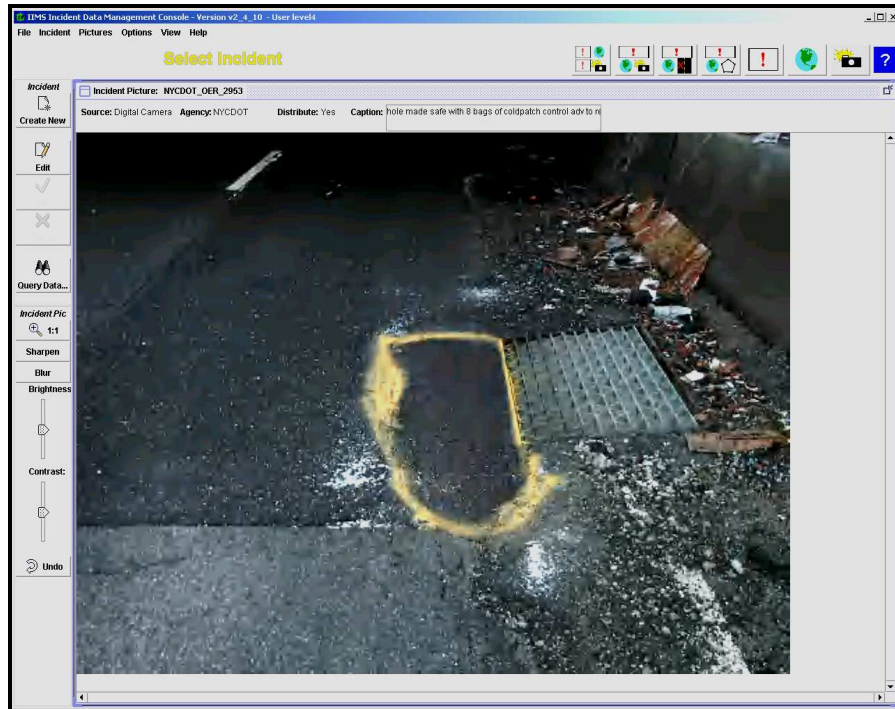 IIMS Incident Data Management Console - Version v2_4_10 - User level4
File Incident Pictures Options View Help
Select Incident
Incident
Create New
Edit
Query Data...
Incident Pic
1:1
Sharpen
Blur
Brightness
Contrast:
Undo
Incident Picture: NYCDOT_OER_2953
Source: Digital Camera Agency: NYCDOT Distribute: Yes Caption: hole made safe with 8 bags of coldpatch control adv to re
?